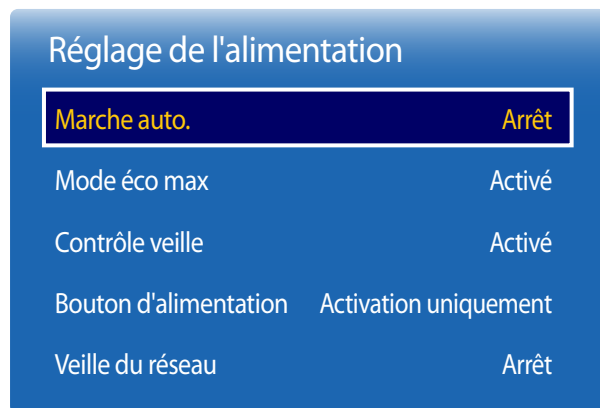 Réglage de l'alimentation
Marche auto. Arrêt
Mode éco max Activé
Contrôle veille Activé
Bouton d'alimentation Activation uniquement
Veille du réseau Arrêt